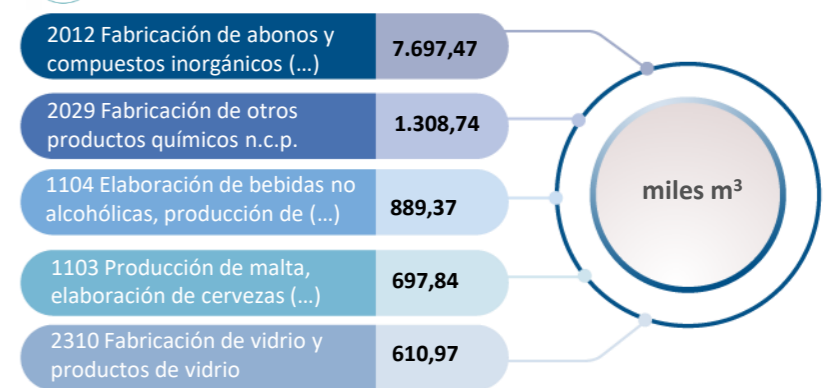 2012 Fabricación de abonos y
compuestos inorgánicos (...)
7.697,47
2029 Fabricación de otros
productos químicos n.c.p.
1.308,74
1104 Elaboración de bebidas no
alcohólicas, producción de (...)
889,37
1103 Producción de malta,
elaboración de cervezas (...)
697,84
2310 Fabricación de vidrio y
productos de vidrio
610,97
miles m³